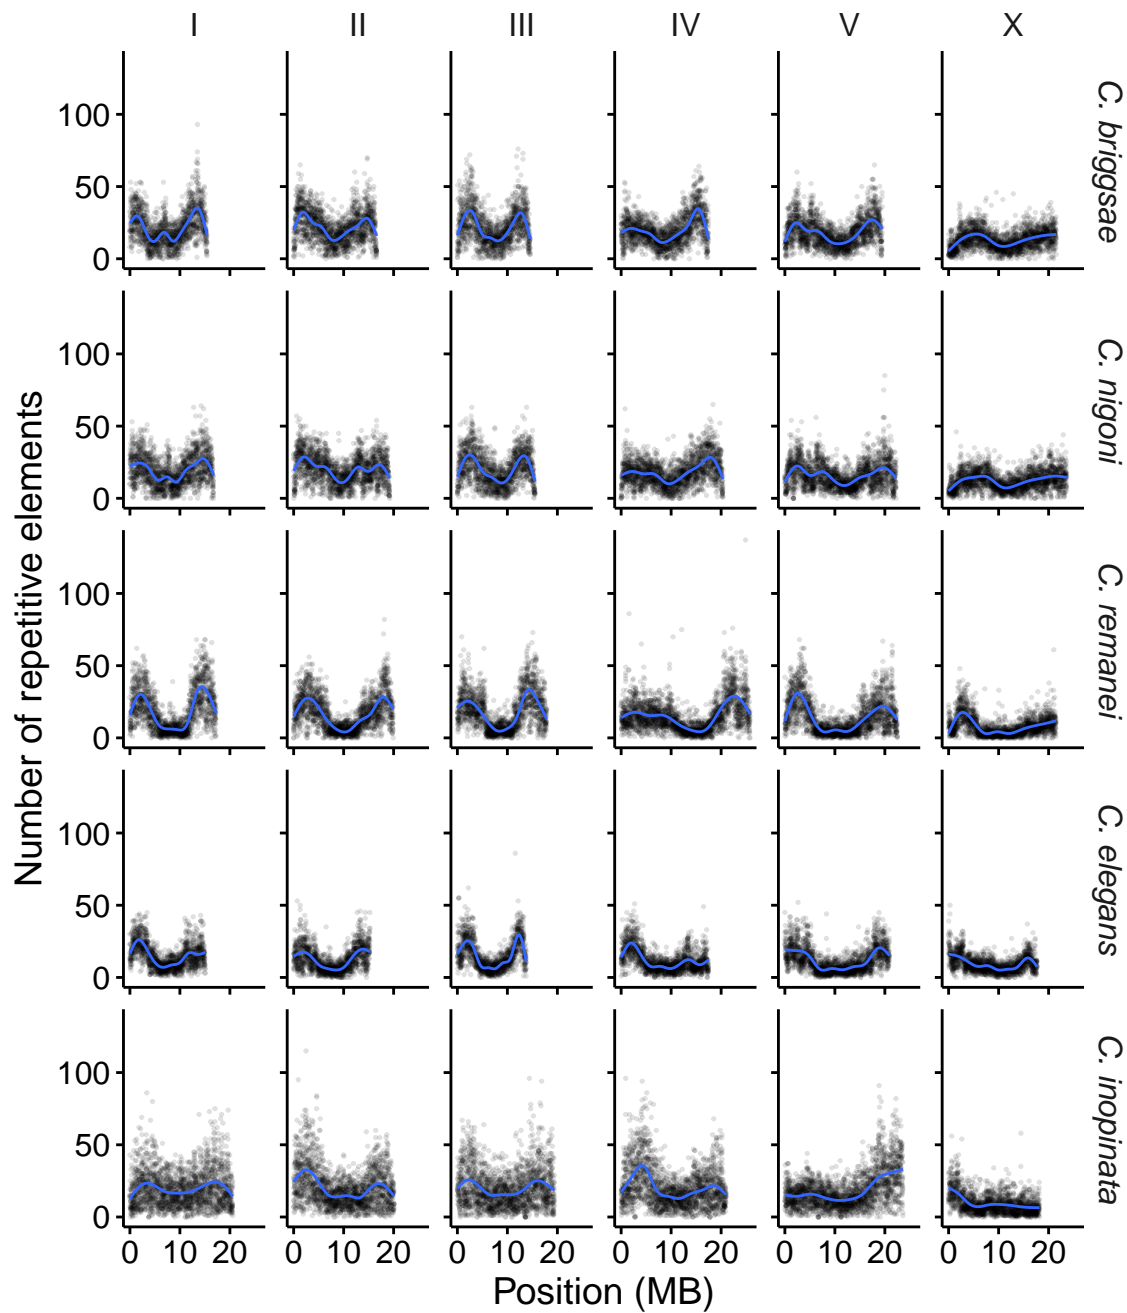 I II III IV V X
100
50
0
C. briggsae
100
50
0
C. nigoni
100
50
0
C. remanei
100
50
0
C. elegans
100
50
0
C. inopinata
Number of repetitive elements
0 10 20 0 10 20 0 10 20 0 10 20 0 10 20 0 10 20
Position (MB)